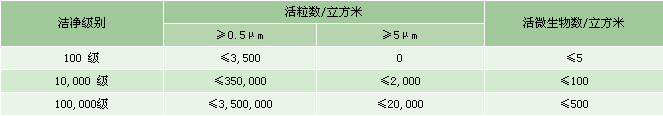 洁净级别 活粒数/立方米 活微生物数/立方米
≥0.5μm ≥5μm
100 级 ≤3,500 0 ≤5
10,000 级 ≤350,000 ≤2,000 ≤100
100,000级 ≤3,500,000 ≤20,000 ≤500